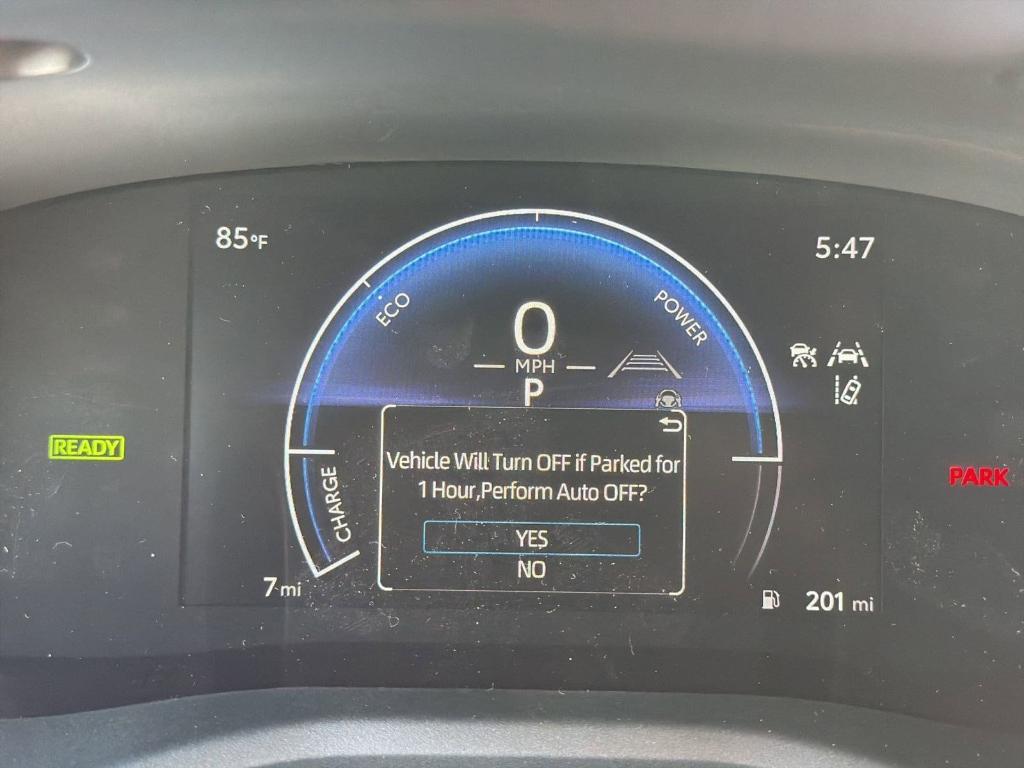 85°F
5:47
ECO
POWER
0
MPH
P
READY
PARK
CHARGE
Vehicle Will Turn OFF if Parked for
1 Hour,Perform Auto OFF?
YES
NO
7 mi
201 mi